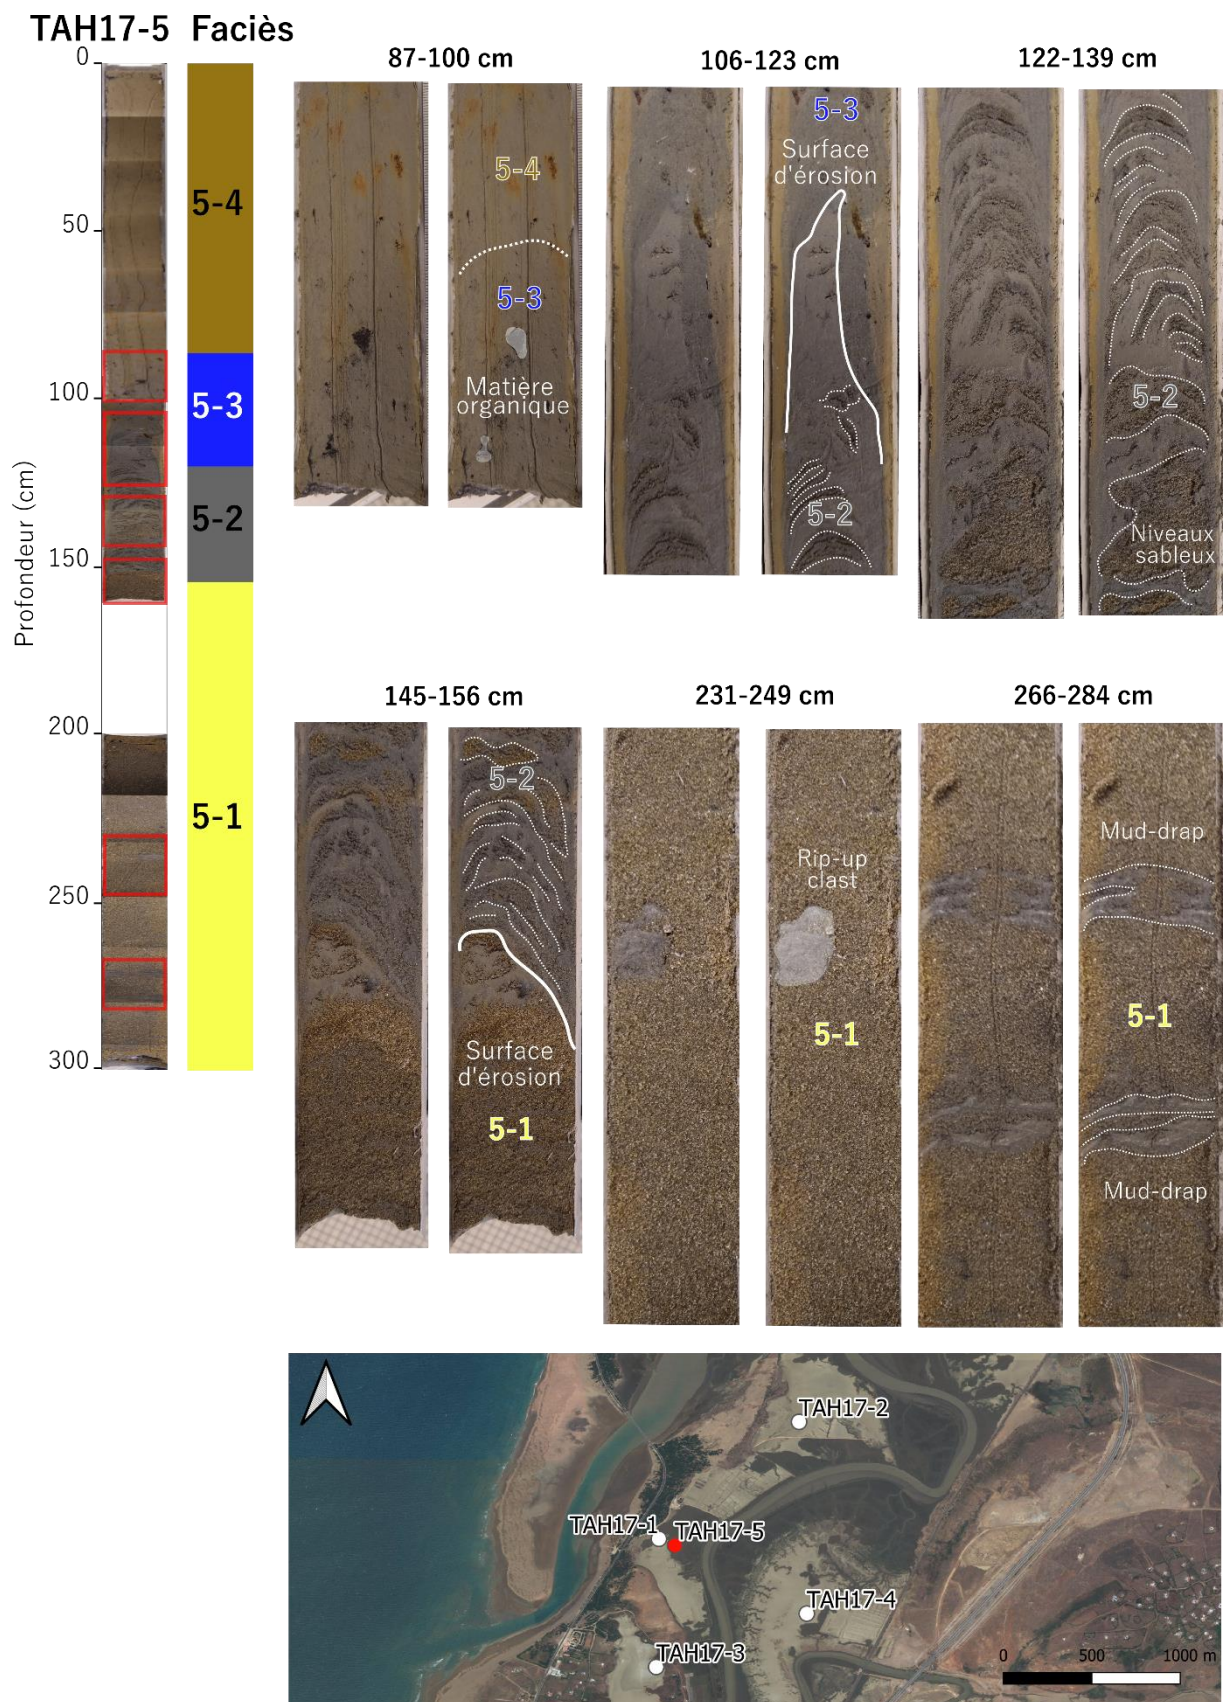 TAH17-5 Faciès
Profondeur (cm)
0
50
100
150
200
250
300
5-4
5-3
5-2
5-1
87-100 cm
5-4
5-3
Matière
organique
106-123 cm
5-3
Surface
d'érosion
5-2
122-139 cm
5-2
Niveaux
sableux
145-156 cm
5-2
Surface
d'érosion
5-1
231-249 cm
Rip-up
clast
5-1
266-284 cm
Mud-drap
5-1
Mud-drap
TAH17-2
TAH17-1
TAH17-5
TAH17-4
TAH17-3
0 500 1000 m